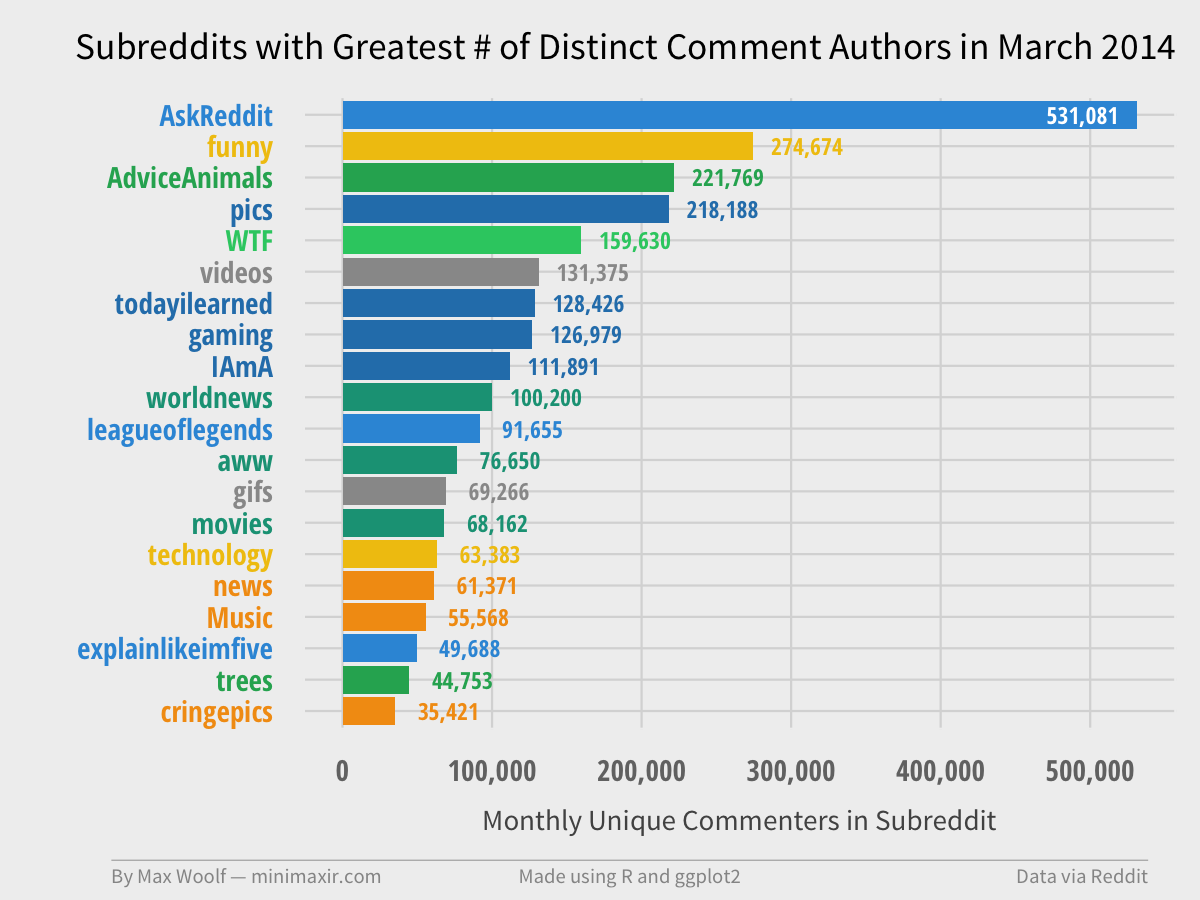 Subreddits with Greatest # of Distinct Comment Authors in March 2014
AskReddit 531,081
funny 274,674
AdviceAnimals 221,769
pics 218,188
WTF 159,630
videos 131,375
todayilearned 128,426
gaming 126,979
IAmA 111,891
worldnews 100,200
leagueoflegends 91,655
aww 76,650
gifs 69,266
movies 68,162
technology 63,383
news 61,371
Music 55,568
explainlikeimfive 49,688
trees 44,753
cringepics 35,421
0 100,000 200,000 300,000 400,000 500,000
Monthly Unique Commenters in Subreddit
By Max Woolf — minimaxir.com Made using R and ggplot2 Data via Reddit